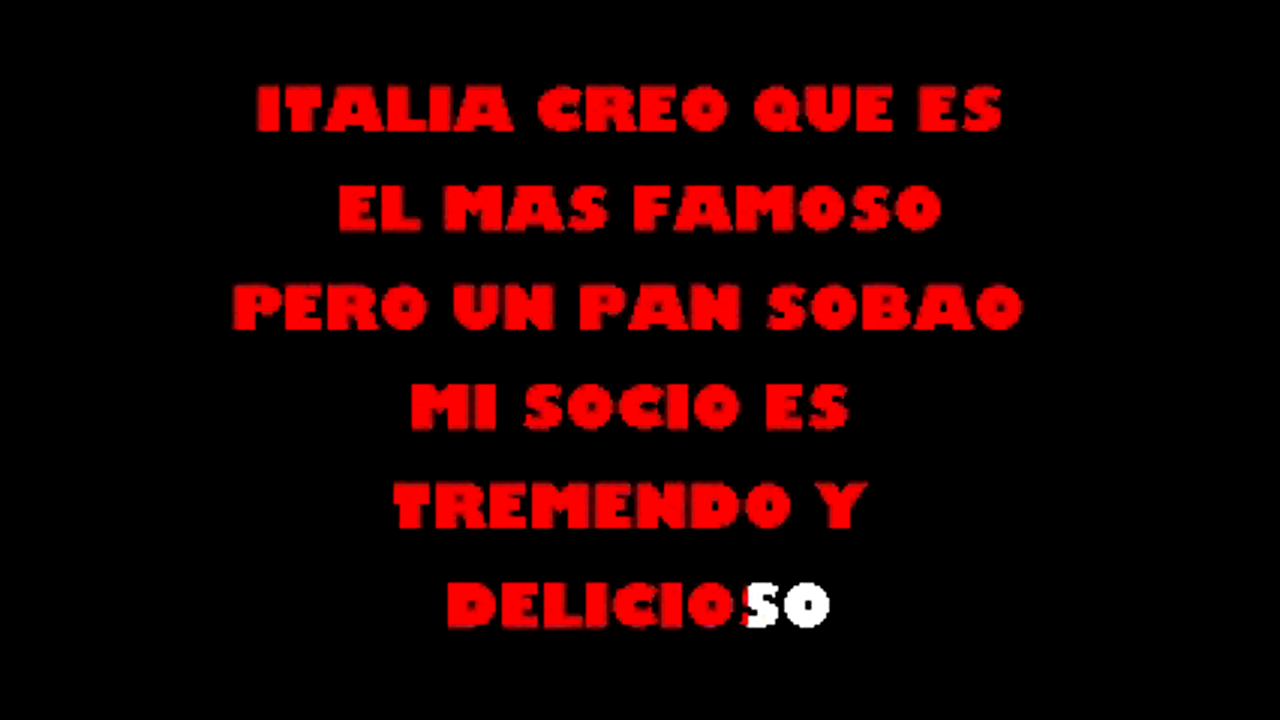 ITALIA CREO QUE ES
EL MAS FAMOSO
PERO UN PAN SOBAO
MI SOCIO ES
TREMENDO Y
DELICIOSO